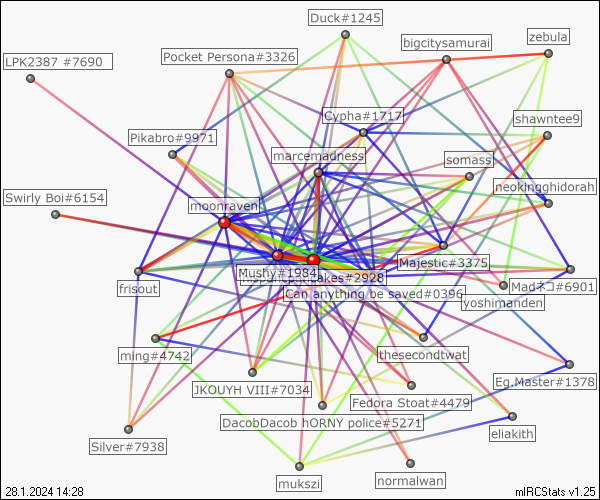 Duck#1245
bigcitysamurai
zebula
LPK2387 #7690
Pocket Persona#3326
Cypha#1717
shawntee9
Pikabro#9971
marcemadness
somass
neokingghidorah
Swirly Boi#6154
moonraven
Mushy#1984
akes#2928
Majestic#3375
Madネコ#6901
frisout
Can anything be saved#0396
yoshimanden
ming#4742
thesecondtwat
JKOUYH VIII#7034
Eg.Master#1378
Fedora Stoat#4479
DacobDacob hORNY police#5271
eliakith
Silver#7938
mukszi
normalwan
28.1.2024 14:28
mIRCStats v1.25